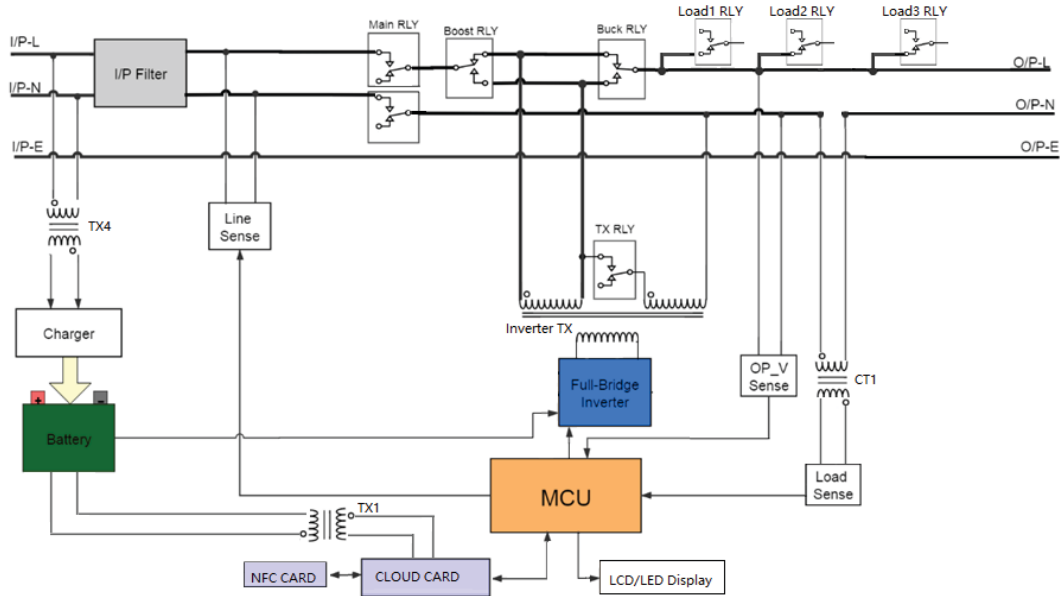 Load1 RLY
Load2 RLY
Load3 RLY
Main RLY
Boost RLY
Buck RLY
I/P-L
I/P Filter
O/P-L
I/P-N
O/P-N
I/P-E
O/P-E
TX4
Line
Sense
TX RLY
Charger
Inverter TX
Full-Bridge
Inverter
OP_V
Sense
CT1
+
-
Battery
MCU
Load
Sense
TX1
NFC CARD
CLOUD CARD
LCD/LED Display